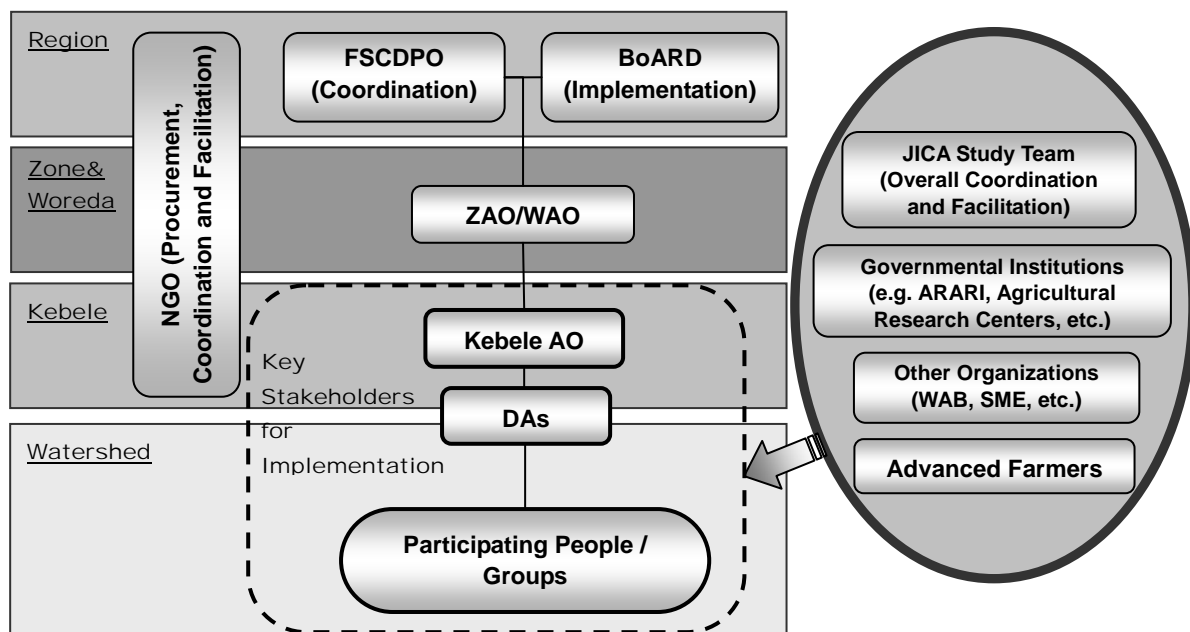 Region
NGO (Procurement,
Coordination and Facilitation)
FSCDPO
(Coordination)
BoARD
(Implementation)
Zone&
Woreda
ZAO/WAO
Kebele
Kebele AO
Key
Stakeholders
for
Implementation
DAs
Watershed
Participating People /
Groups
JICA Study Team
(Overall Coordination
and Facilitation)
Governmental Institutions
(e.g. ARARI, Agricultural
Research Centers, etc.)
Other Organizations
(WAB, SME, etc.)
Advanced Farmers